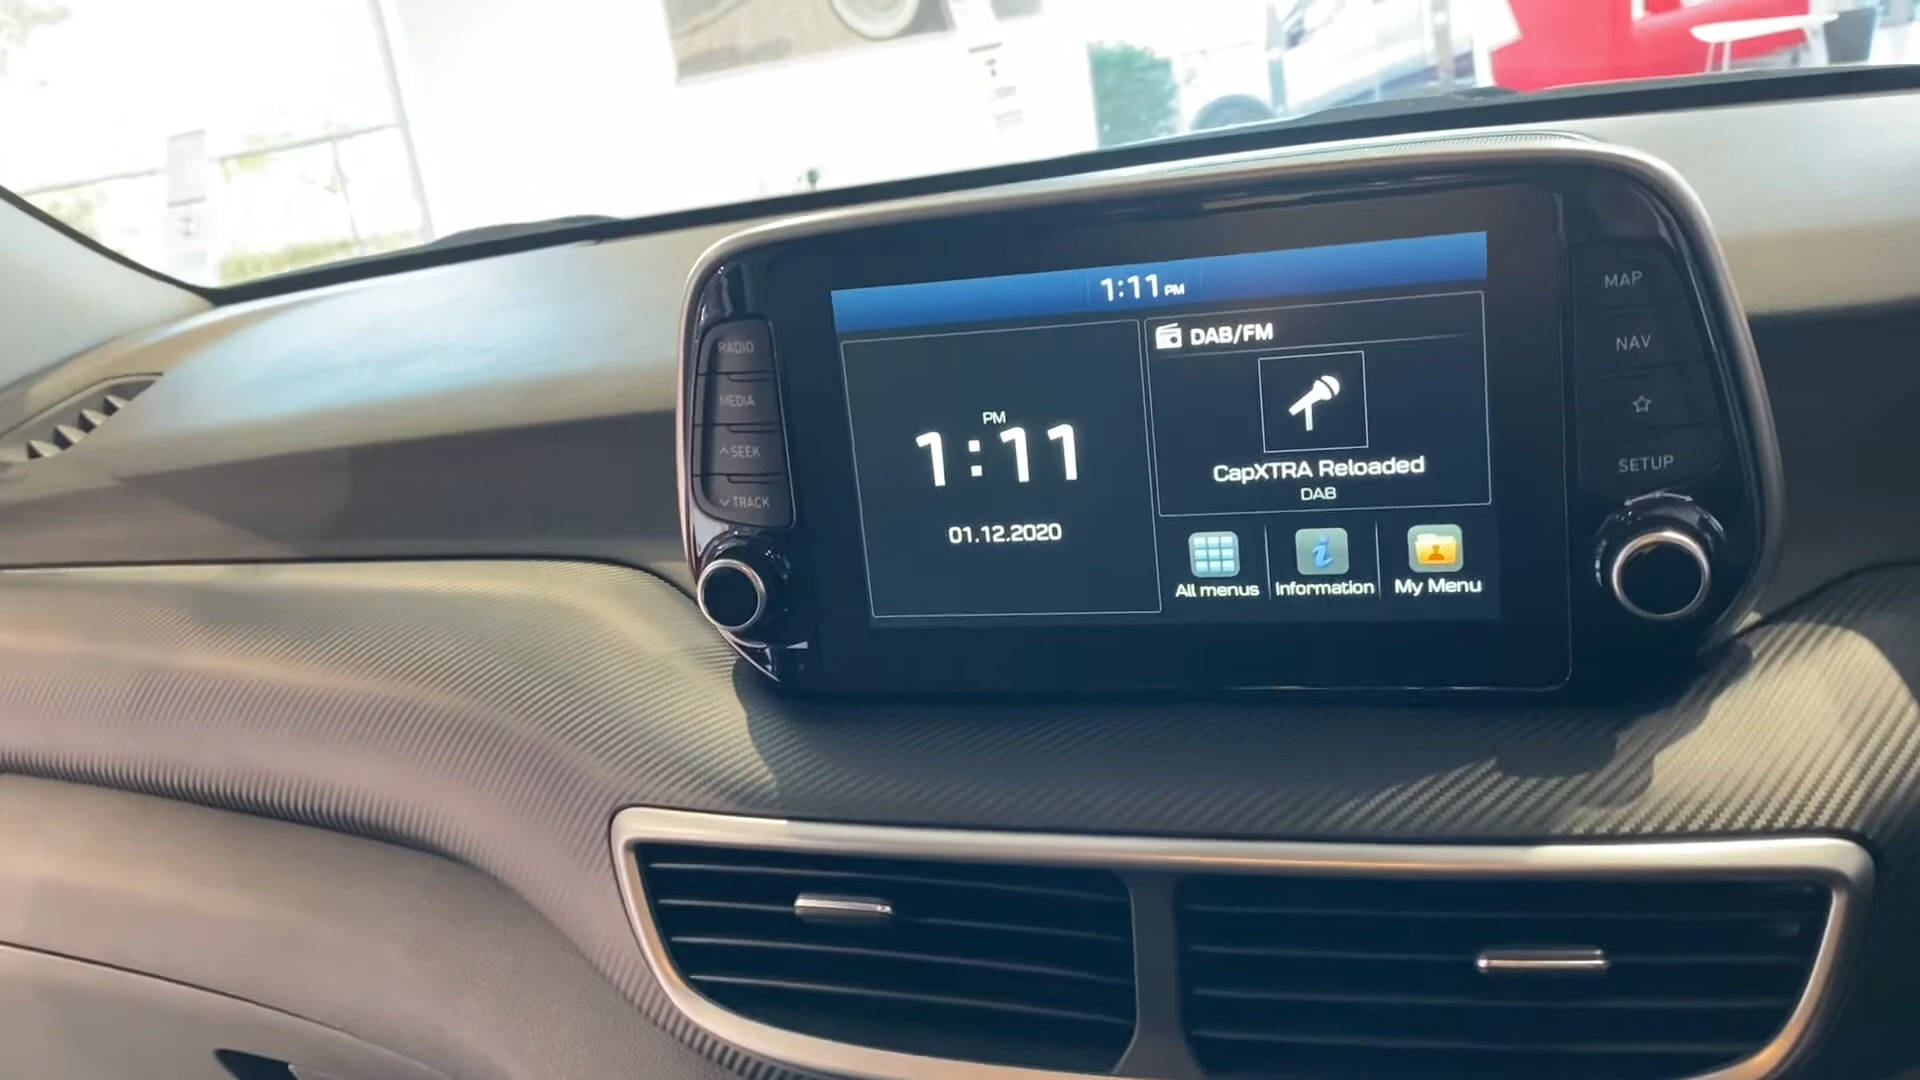 1:11 PM
PM
1:11
01.12.2020
DAB/FM
CapXTRA Reloaded
DAB
All menus
Information
My Menu
RADIO
MEDIA
SEEK
TRACK
MAP
NAV
SETUP